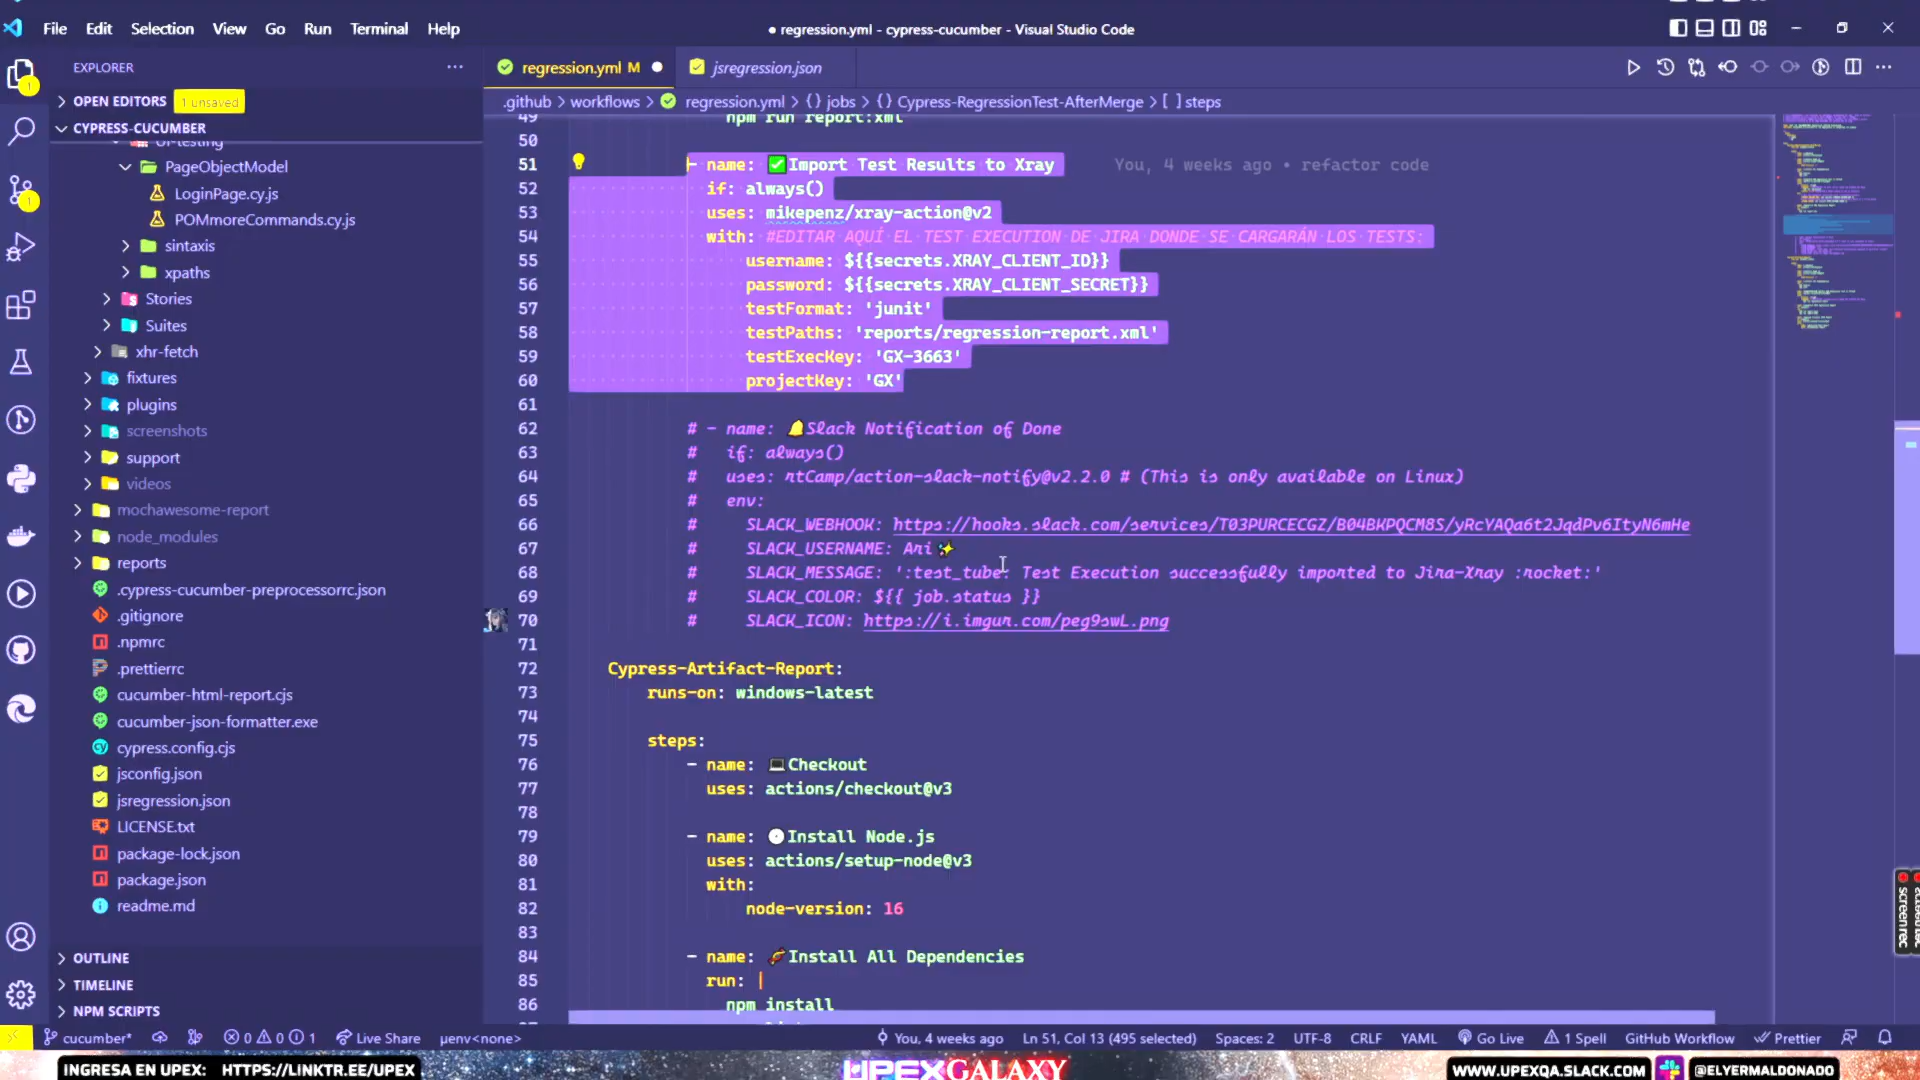 File Edit Selection View Go Run Terminal Help
● regression.yml - cypress-cucumber - Visual Studio Code
EXPLORER
OPEN EDITORS 1 unsaved
CYPRESS-CUCUMBER
UI-testing
PageObjectModel
LoginPage.cy.js
POMmoreCommands.cy.js
sintaxis
xpaths
Stories
Suites
xhr-fetch
fixtures
plugins
screenshots
support
videos
mochawesome-report
node_modules
reports
.cypress-cucumber-preprocessorrc.json
.gitignore
.npmrc
.prettierrc
cucumber-html-report.cjs
cucumber-json-formatter.exe
cypress.config.cjs
jsconfig.json
jsregression.json
LICENSE.txt
package-lock.json
package.json
readme.md
OUTLINE
TIMELINE
NPM SCRIPTS
regression.yml M
jsregression.json
.github > workflows > regression.yml > {} jobs > {} Cypress-RegressionTest-AfterMerge > [ ] steps
49 npm run report:xml
50
51 - name: ✅Import Test Results to Xray You, 4 weeks ago • refactor code
52 if: always()
53 uses: mikepenz/xray-action@v2
54 with: #EDITAR AQUÍ EL TEST EXECUTION DE JIRA DONDE SE CARGARÁN LOS TESTS:
55 username: ${{secrets.XRAY_CLIENT_ID}}
56 password: ${{secrets.XRAY_CLIENT_SECRET}}
57 testFormat: 'junit'
58 testPaths: 'reports/regression-report.xml'
59 testExecKey: 'GX-3663'
60 projectKey: 'GX'
61
62 # - name: 🔔Slack Notification of Done
63 # if: always()
64 # uses: rtCamp/action-slack-notify@v2.2.0 # (This is only available on Linux)
65 # env:
66 # SLACK_WEBHOOK: https://hooks.slack.com/services/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
67 # SLACK_USERNAME: Ari ✨
68 # SLACK_MESSAGE: ':test_tube: Test Execution successfully imported to Jira-Xray :rocket:'
69 # SLACK_COLOR: ${{ job.status }}
70 # SLACK_ICON: https://i.imgur.com/peg9swL.png
71
72 Cypress-Artifact-Report:
73 runs-on: windows-latest
74
75 steps:
76 - name: 💻Checkout
77 uses: actions/checkout@v3
78
79 - name: Install Node.js
80 uses: actions/setup-node@v3
81 with:
82 node-version: 16
83
84 - name: Install All Dependencies
85 run: |
86 npm install
screenrec
cucumber* 0 0 1 Live Share µenv<none> You, 4 weeks ago Ln 51, Col 13 (495 selected) Spaces: 2 UTF-8 CRLF YAML Go Live 1 Spell GitHub Workflow Prettier
INGRESA EN UPEX: HTTPS://LINKTR.EE/UPEX
UPEXGALAXY
WWW.UPEXQA.SLACK.COM
@ELYERMALDONADO